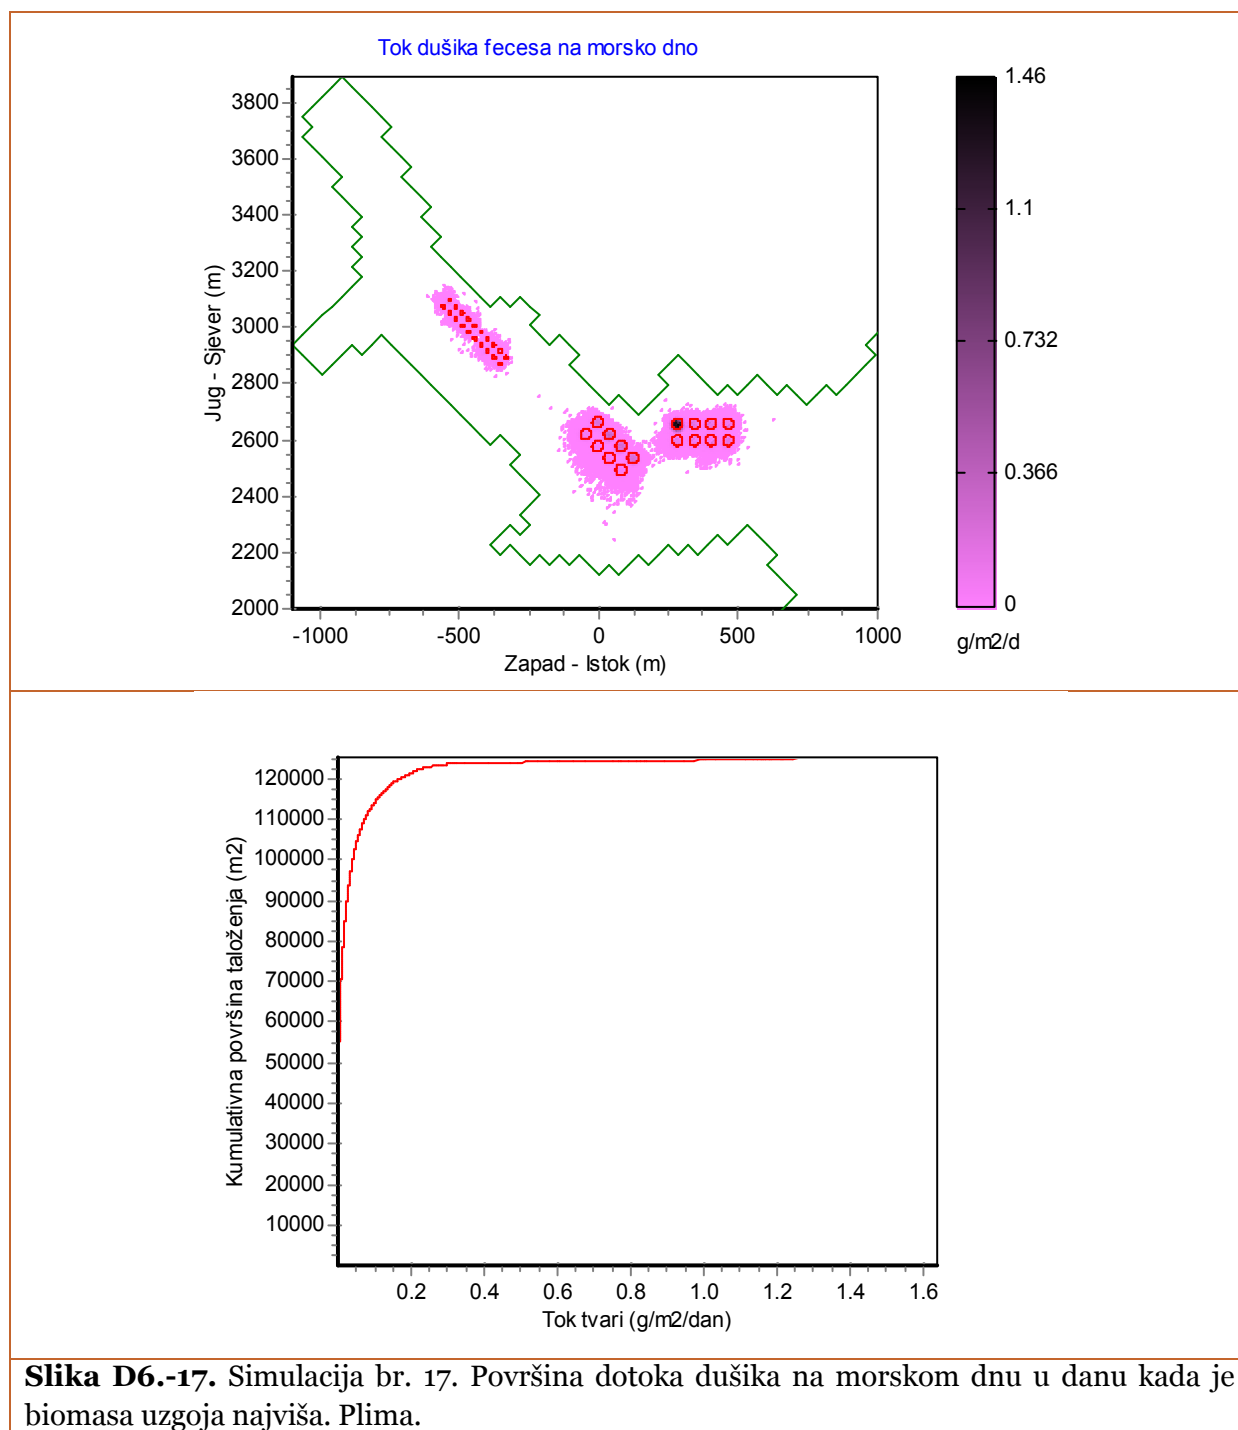 Tok dušika fecesa na morsko dno
3800
3600
3400
3200
3000
2800
2600
2400
2200
2000
Jug - Sjever (m)
-1000 -500 0 500 1000
Zapad - Istok (m)
1.46
1.1
0.732
0.366
0
g/m2/d
120000
110000
100000
90000
80000
70000
60000
50000
40000
30000
20000
10000
Kumulativna površina taloženja (m2)
0.2 0.4 0.6 0.8 1.0 1.2 1.4 1.6
Tok tvari (g/m2/dan)
Slika D6.-17. Simulacija br. 17. Površina dotoka dušika na morskom dnu u danu kada je
biomasa uzgoja najviša. Plima.